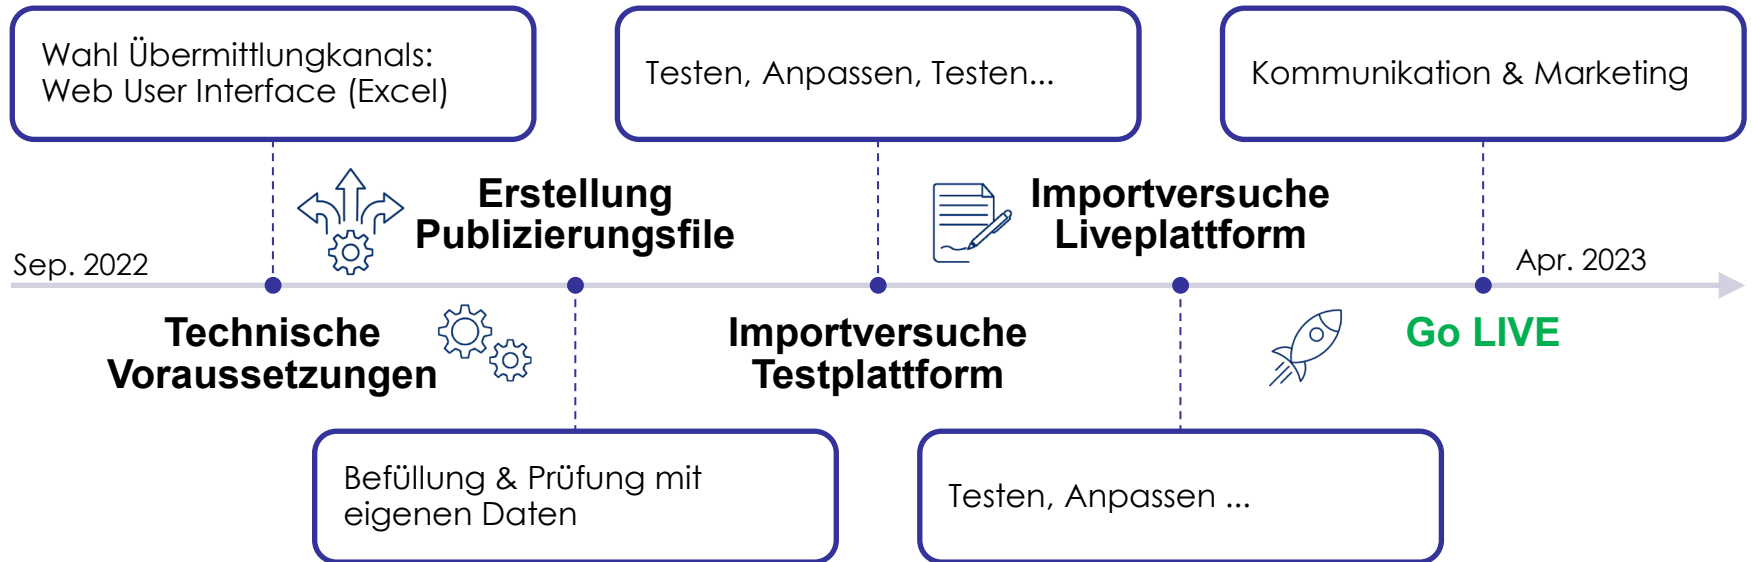 Wahl Übermittlungkanals:
Web User Interface (Excel)
Testen, Anpassen, Testen...
Kommunikation & Marketing
Erstellung
Publizierungsfile
Importversuche
Liveplattform
Sep. 2022
Apr. 2023
Technische
Voraussetzungen
Importversuche
Testplattform
Go LIVE
Befüllung & Prüfung mit
eigenen Daten
Testen, Anpassen ...